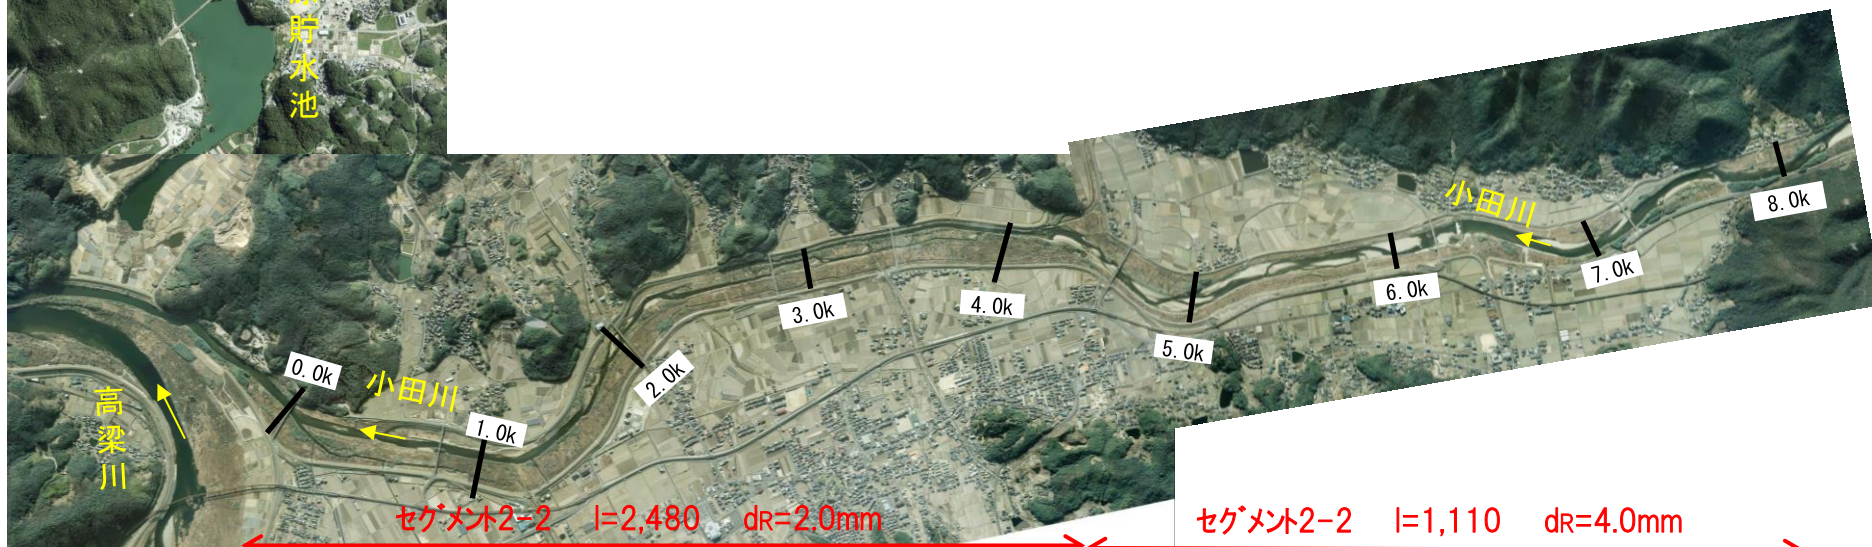 貯水池
小田川
8.0k
7.0k
6.0k
5.0k
4.0k
3.0k
2.0k
1.0k
0.0k
小田川
高梁川
セグメント2-2 l=2,480 dR=2.0mm
セグメント2-2 l=1,110 dR=4.0mm